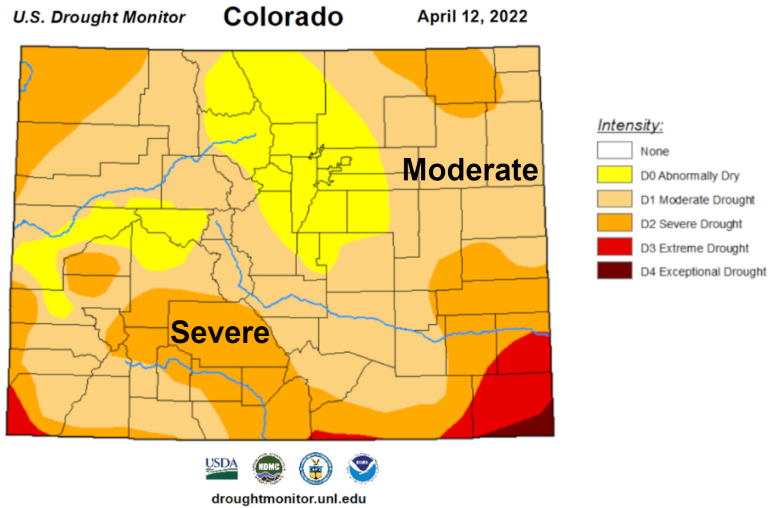 U.S. Drought Monitor
Colorado
April 12, 2022
Moderate
Severe
Intensity:
None
D0 Abnormally Dry
D1 Moderate Drought
D2 Severe Drought
D3 Extreme Drought
D4 Exceptional Drought
USDA
NDMC
droughtmonitor.unl.edu